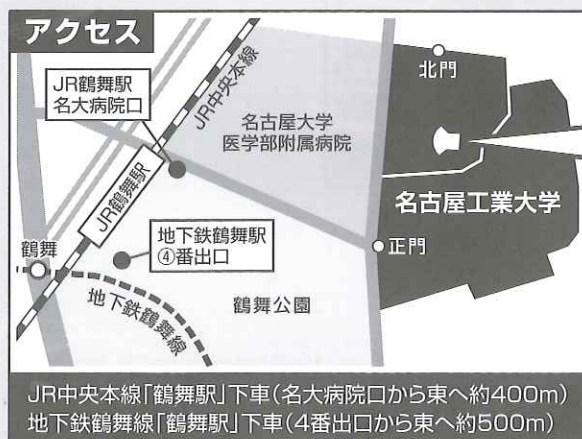 アクセス
JR鶴舞駅
名大病院口
JR中央本線
名古屋大学
医学部附属病院
北門
JR鶴舞駅
名古屋工業大学
地下鉄鶴舞駅
④番出口
正門
鶴舞
地下鉄鶴舞線
鶴舞公園
JR中央本線「鶴舞駅」下車(名大病院口から東へ約400m)
地下鉄鶴舞線「鶴舞駅」下車(4番出口から東へ約500m)